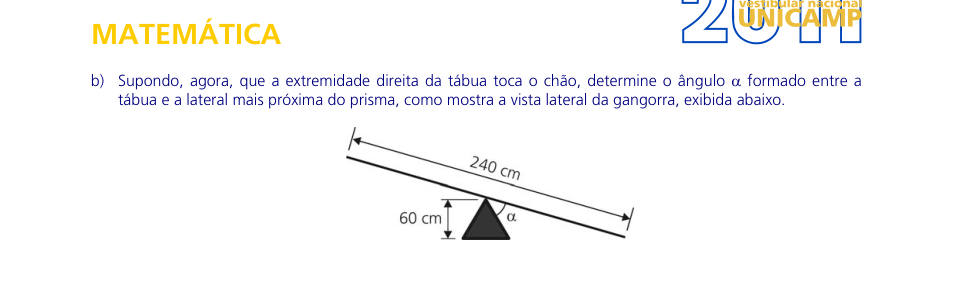 vestibular nacional
2011
UNICAMP
MATEMÁTICA
b) Supondo, agora, que a extremidade direita da tábua toca o chão, determine o ângulo α formado entre a
tábua e a lateral mais próxima do prisma, como mostra a vista lateral da gangorra, exibida abaixo.
240 cm
60 cm
α